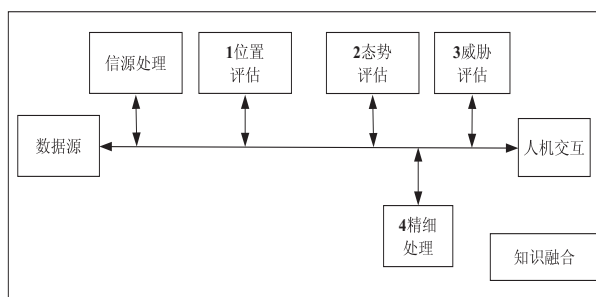 信源处理
1位置
评估
2态势
评估
3威胁
评估
数据源
人机交互
4精细
处理
知识融合